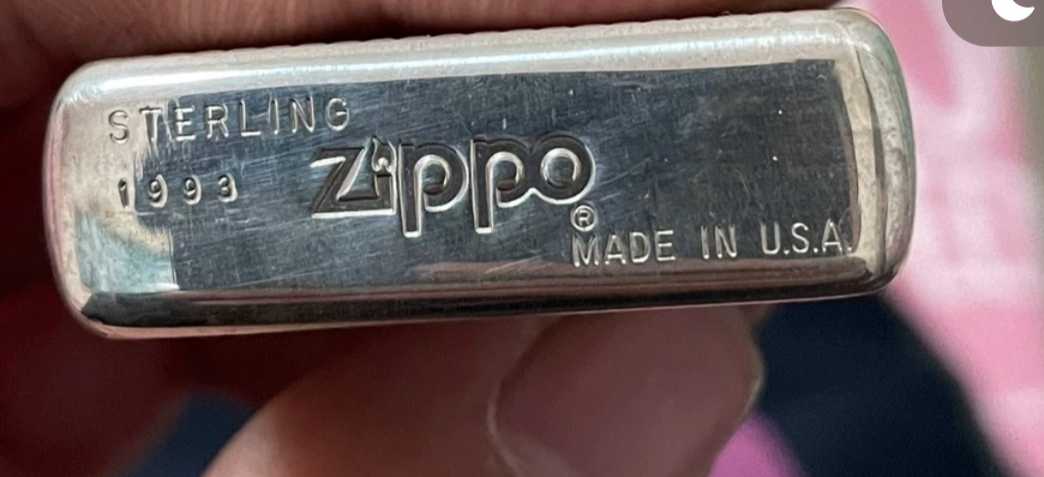 STERLING
1993
Zippo
®
MADE IN U.S.A.